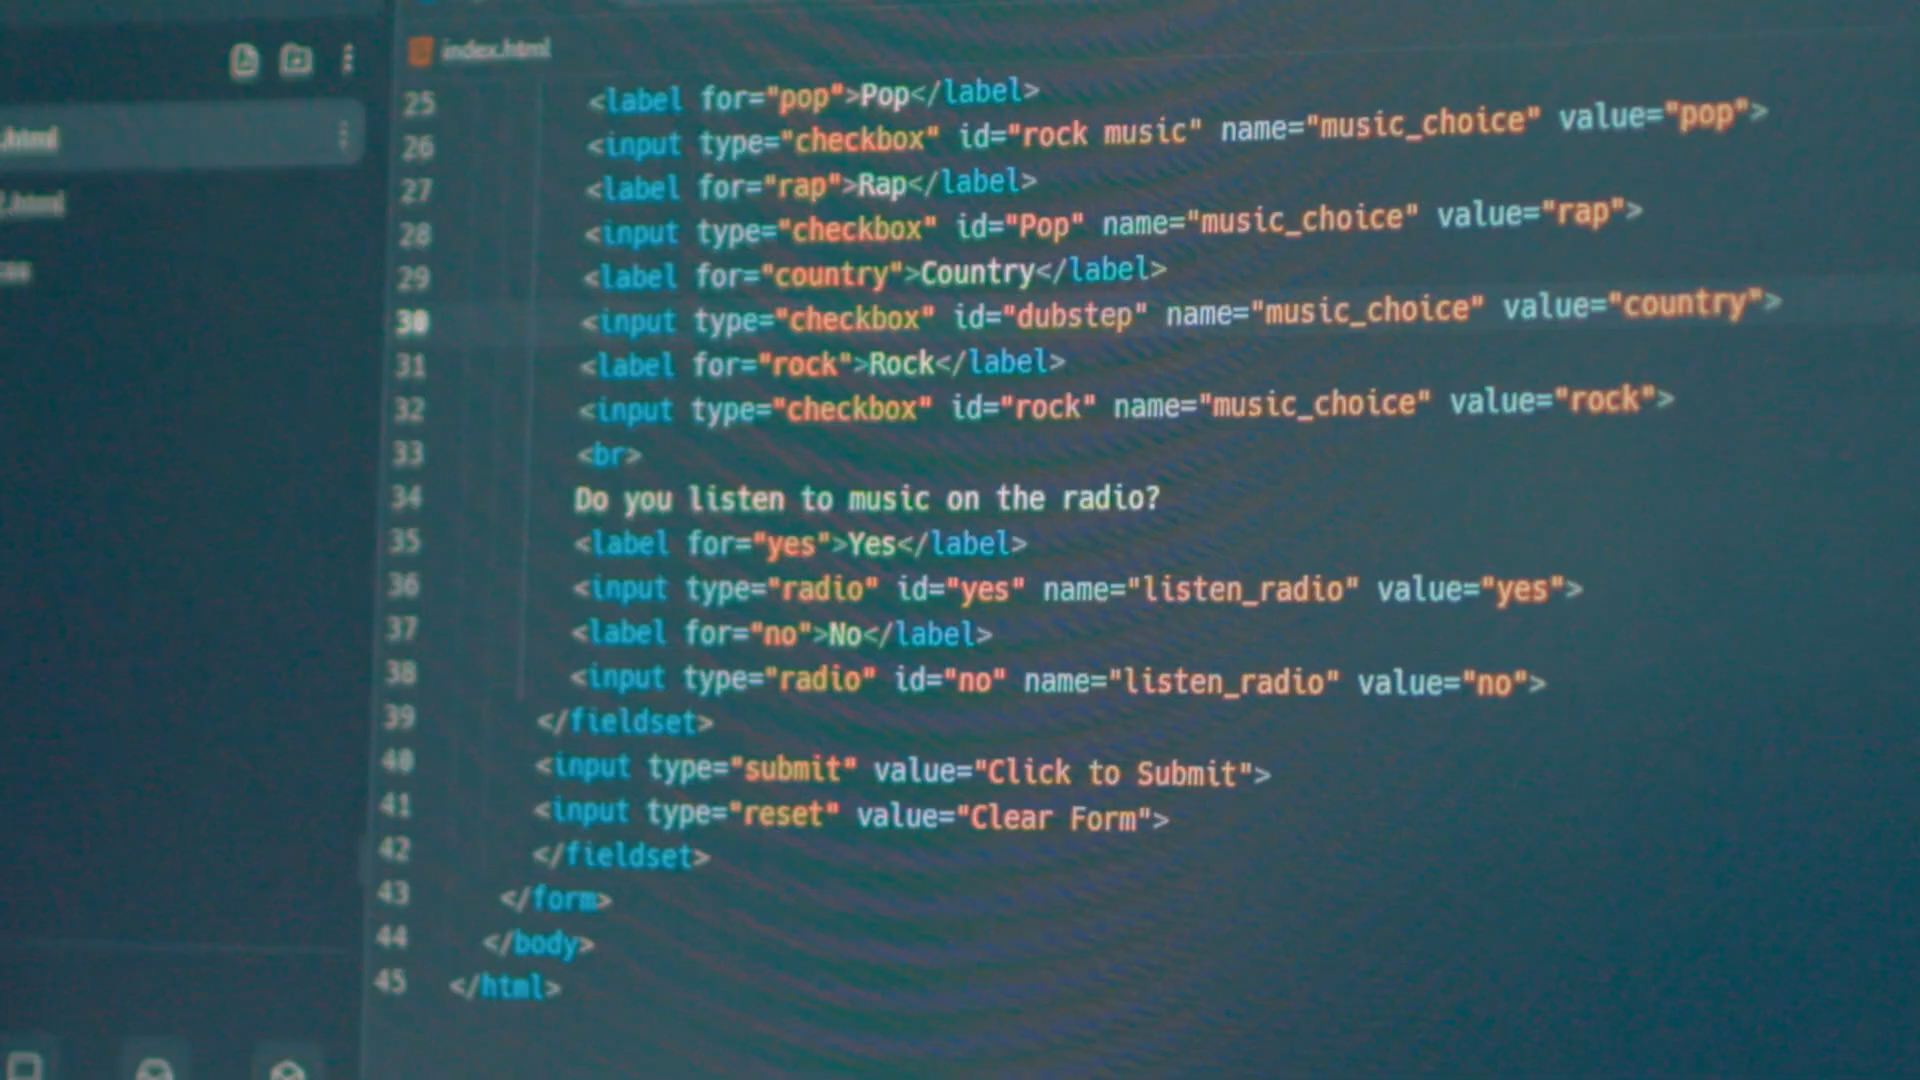 index.html
.html
.html
25 <label for="pop">Pop</label>
26 <input type="checkbox" id="rock music" name="music_choice" value="pop">
27 <label for="rap">Rap</label>
28 <input type="checkbox" id="Pop" name="music_choice" value="rap">
29 <label for="country">Country</label>
30 <input type="checkbox" id="dubstep" name="music_choice" value="country">
31 <label for="rock">Rock</label>
32 <input type="checkbox" id="rock" name="music_choice" value="rock">
33 <br>
34 Do you listen to music on the radio?
35 <label for="yes">Yes</label>
36 <input type="radio" id="yes" name="listen_radio" value="yes">
37 <label for="no">No</label>
38 <input type="radio" id="no" name="listen_radio" value="no">
39 </fieldset>
40 <input type="submit" value="Click to Submit">
41 <input type="reset" value="Clear Form">
42 </fieldset>
43 </form>
44 </body>
45 </html>